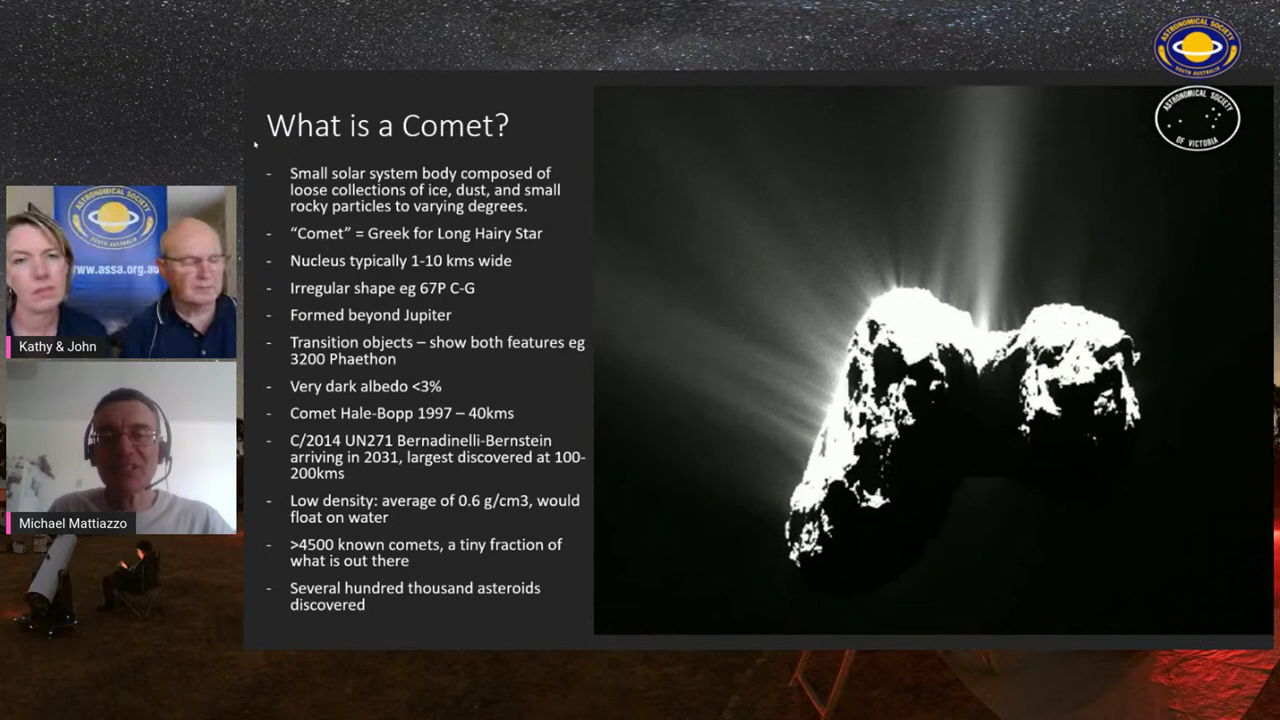 ASTRONOMICAL SOCIETY
SOUTH AUSTRALIA
ASTRONOMICAL SOCIETY
OF VICTORIA
What is a Comet?
- Small solar system body composed of
loose collections of ice, dust, and small
rocky particles to varying degrees.
- “Comet” = Greek for Long Hairy Star
- Nucleus typically 1-10 kms wide
- Irregular shape eg 67P C-G
- Formed beyond Jupiter
- Transition objects – show both features eg
3200 Phaethon
- Very dark albedo <3%
- Comet Hale-Bopp 1997 – 40kms
- C/2014 UN271 Bernadinelli-Bernstein
arriving in 2031, largest discovered at 100-
200kms
- Low density: average of 0.6 g/cm3, would
float on water
- >4500 known comets, a tiny fraction of
what is out there
- Several hundred thousand asteroids
discovered
ASTRONOMICAL SOCIETY
SOUTH AUSTRALIA
www.assa.org.au
Kathy & John
Michael Mattiazzo